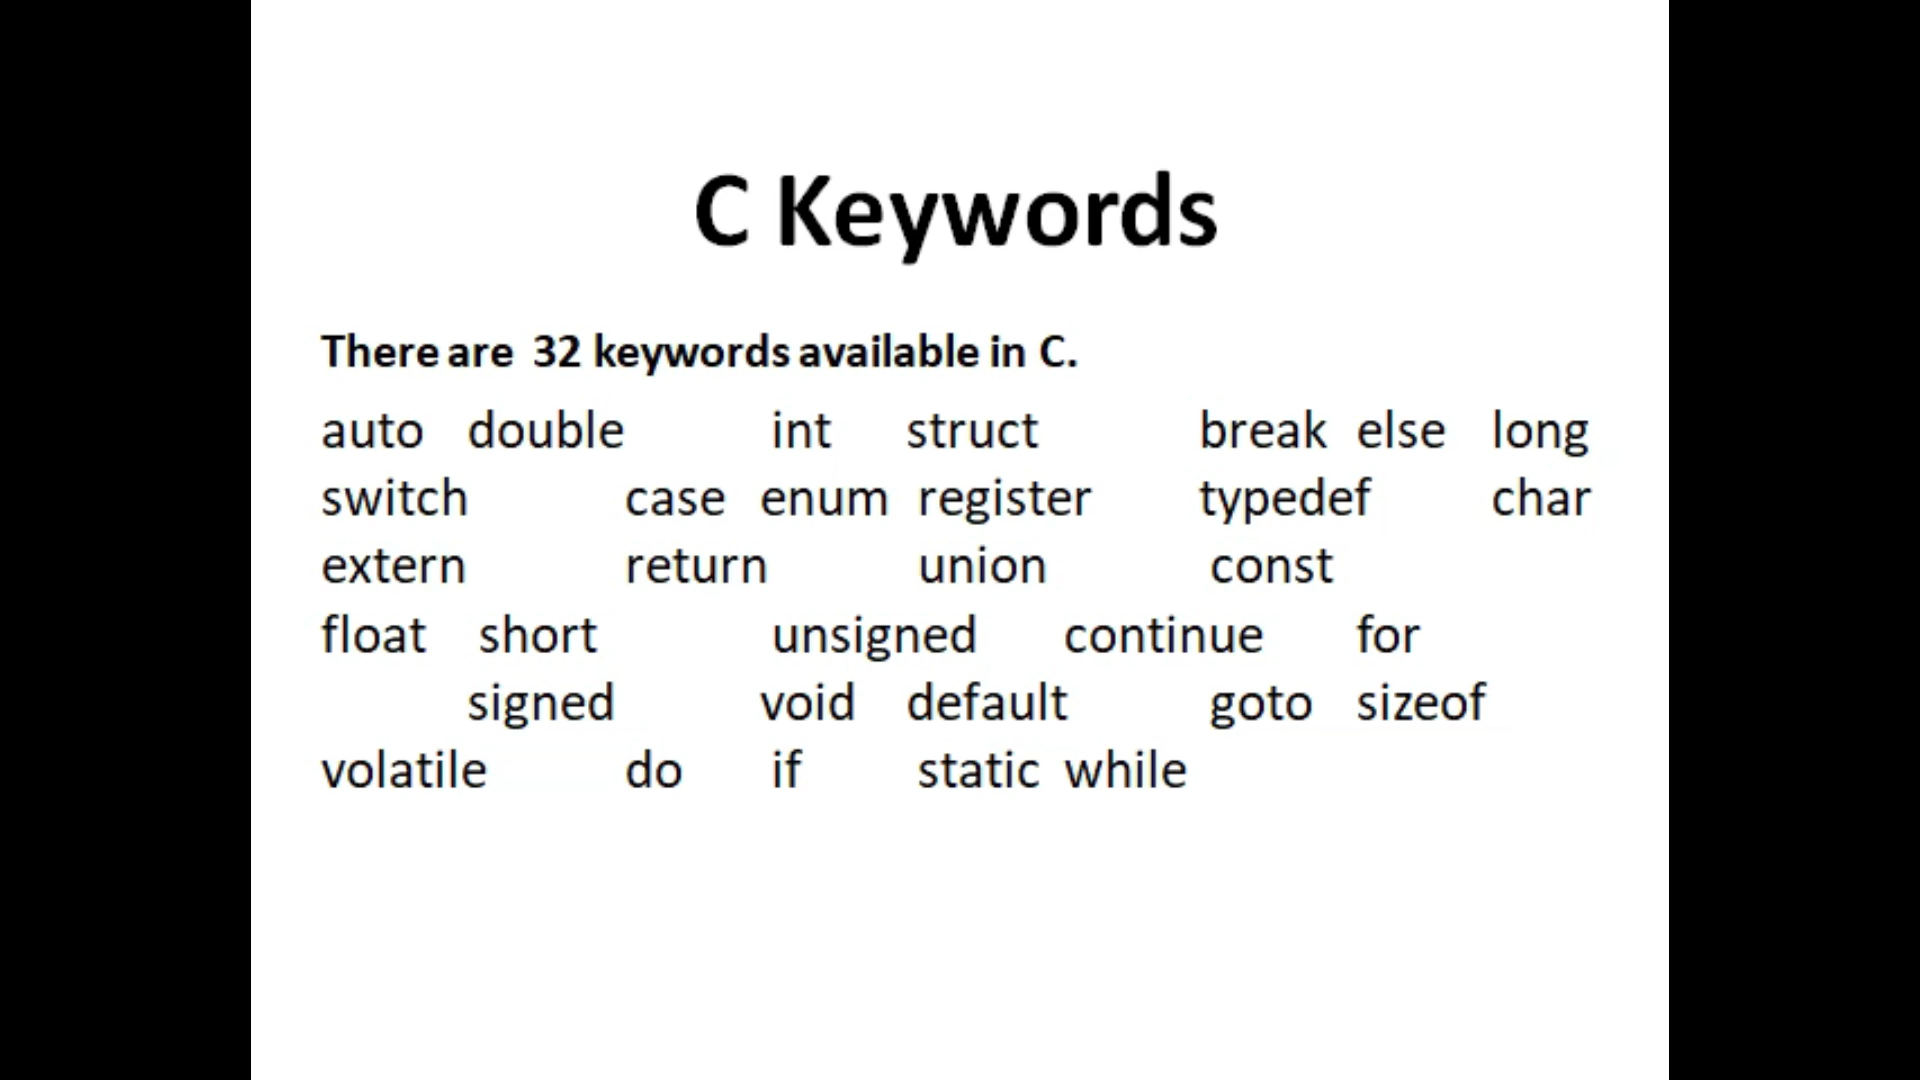 C Keywords
There are 32 keywords available in C.
auto double int struct break else long
switch case enum register typedef char
extern return union const
float short unsigned continue for
signed void default goto sizeof
volatile do if static while